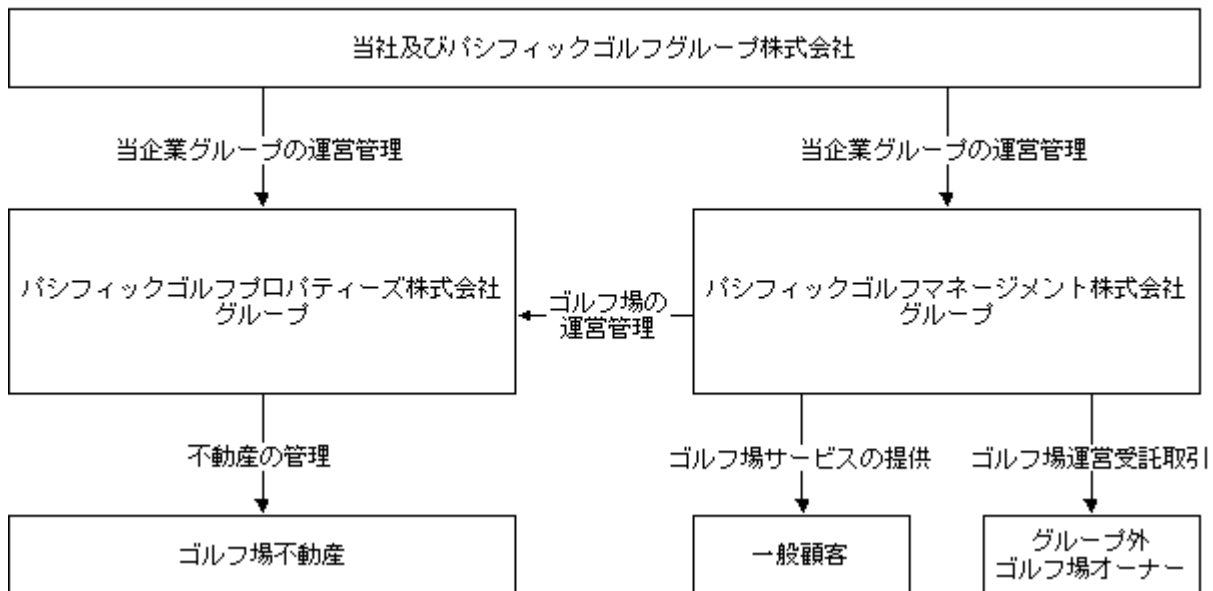 当社及びパシフィックゴルフグループ株式会社
当企業グループの運営管理
当企業グループの運営管理
パシフィックゴルフプロパティーズ株式会社
グループ
ゴルフ場の
運営管理
パシフィックゴルフマネージメント株式会社
グループ
不動産の管理
ゴルフ場サービスの提供
ゴルフ場運営受託取引
ゴルフ場不動産
一般顧客
グループ外
ゴルフ場オーナー